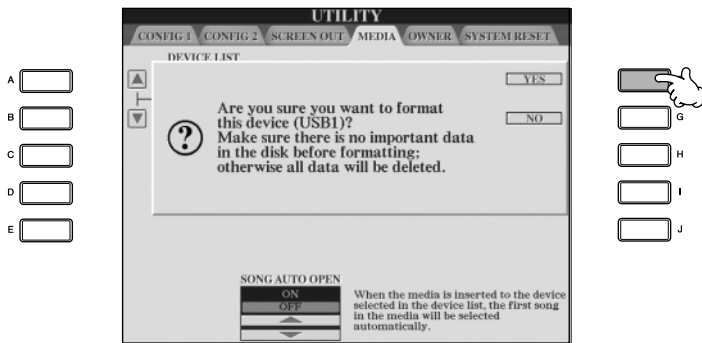 UTILITY
CONFIG 1 CONFIG 2 SCREEN OUT MEDIA OWNER SYSTEM RESET
DEVICE LIST
YES
NO
Are you sure you want to format
this device (USB1)?
Make sure there is no important data
in the disk before formatting;
otherwise all data will be deleted.
?
SONG AUTO OPEN
ON
OFF
When the media is inserted to the device
selected in the device list, the first song
in the media will be selected
automatically.
A
B
C
D
E
G
H
I
J